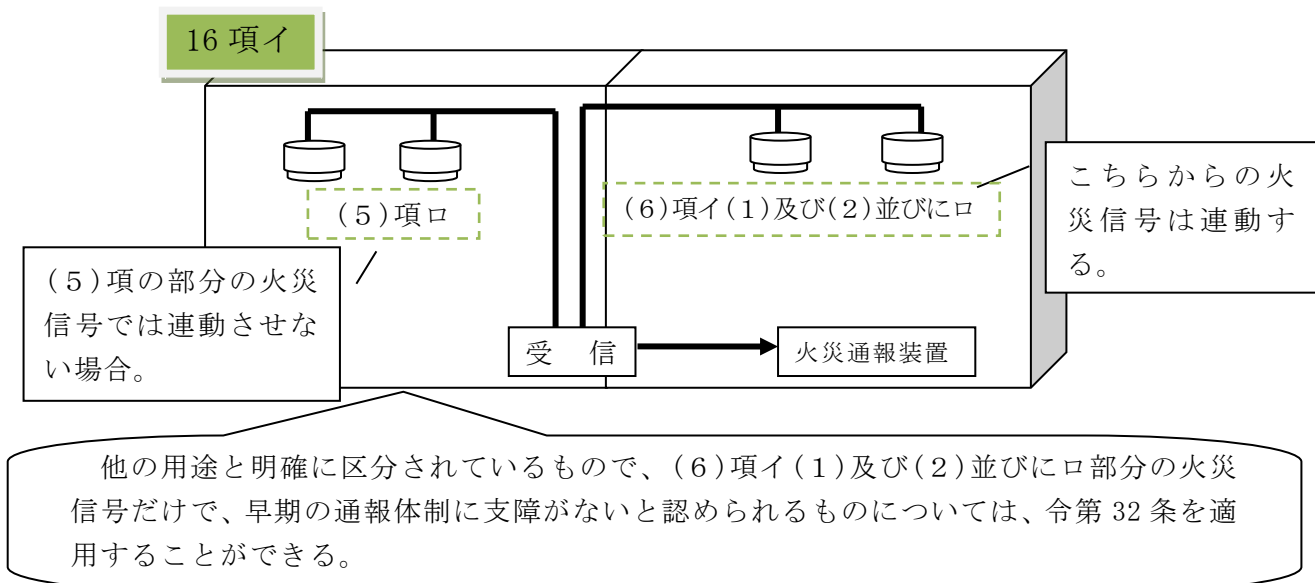 16 項イ
(５)項ロ
(６)項イ(１)及び(２)並びにロ
こちらからの火
災信号は連動す
る。
(５)項の部分の火災
信号では連動させな
い場合。
受　信
火災通報装置
他の用途と明確に区分されているもので、(６)項イ(１)及び(２)並びにロ部分の火災
信号だけで、早期の通報体制に支障がないと認められるものについては、令第 32 条を適
用することができる。